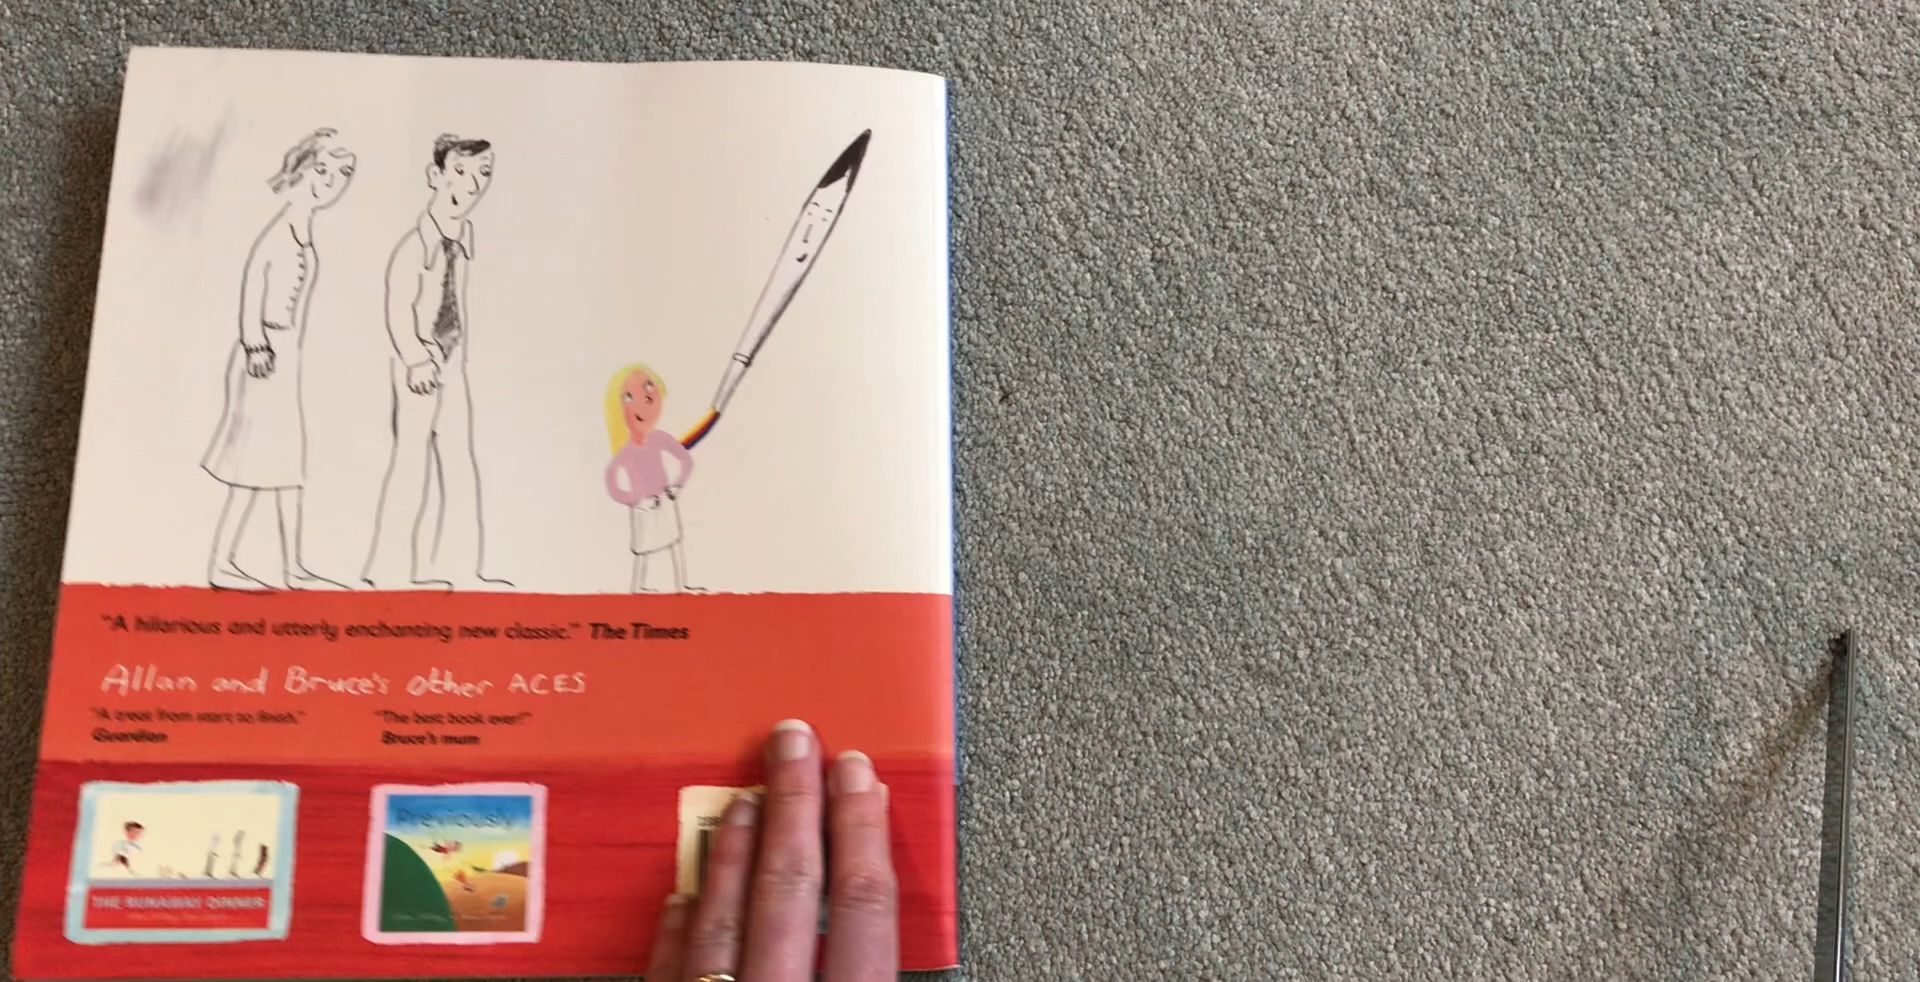 "A hilarious and utterly enchanting new classic." The Times
Allan and Bruce's other ACES
"A treat from start to finish." "The best book ever!"
Guardian Bruce's mum
Previously
THE RUNAWAY DINNER